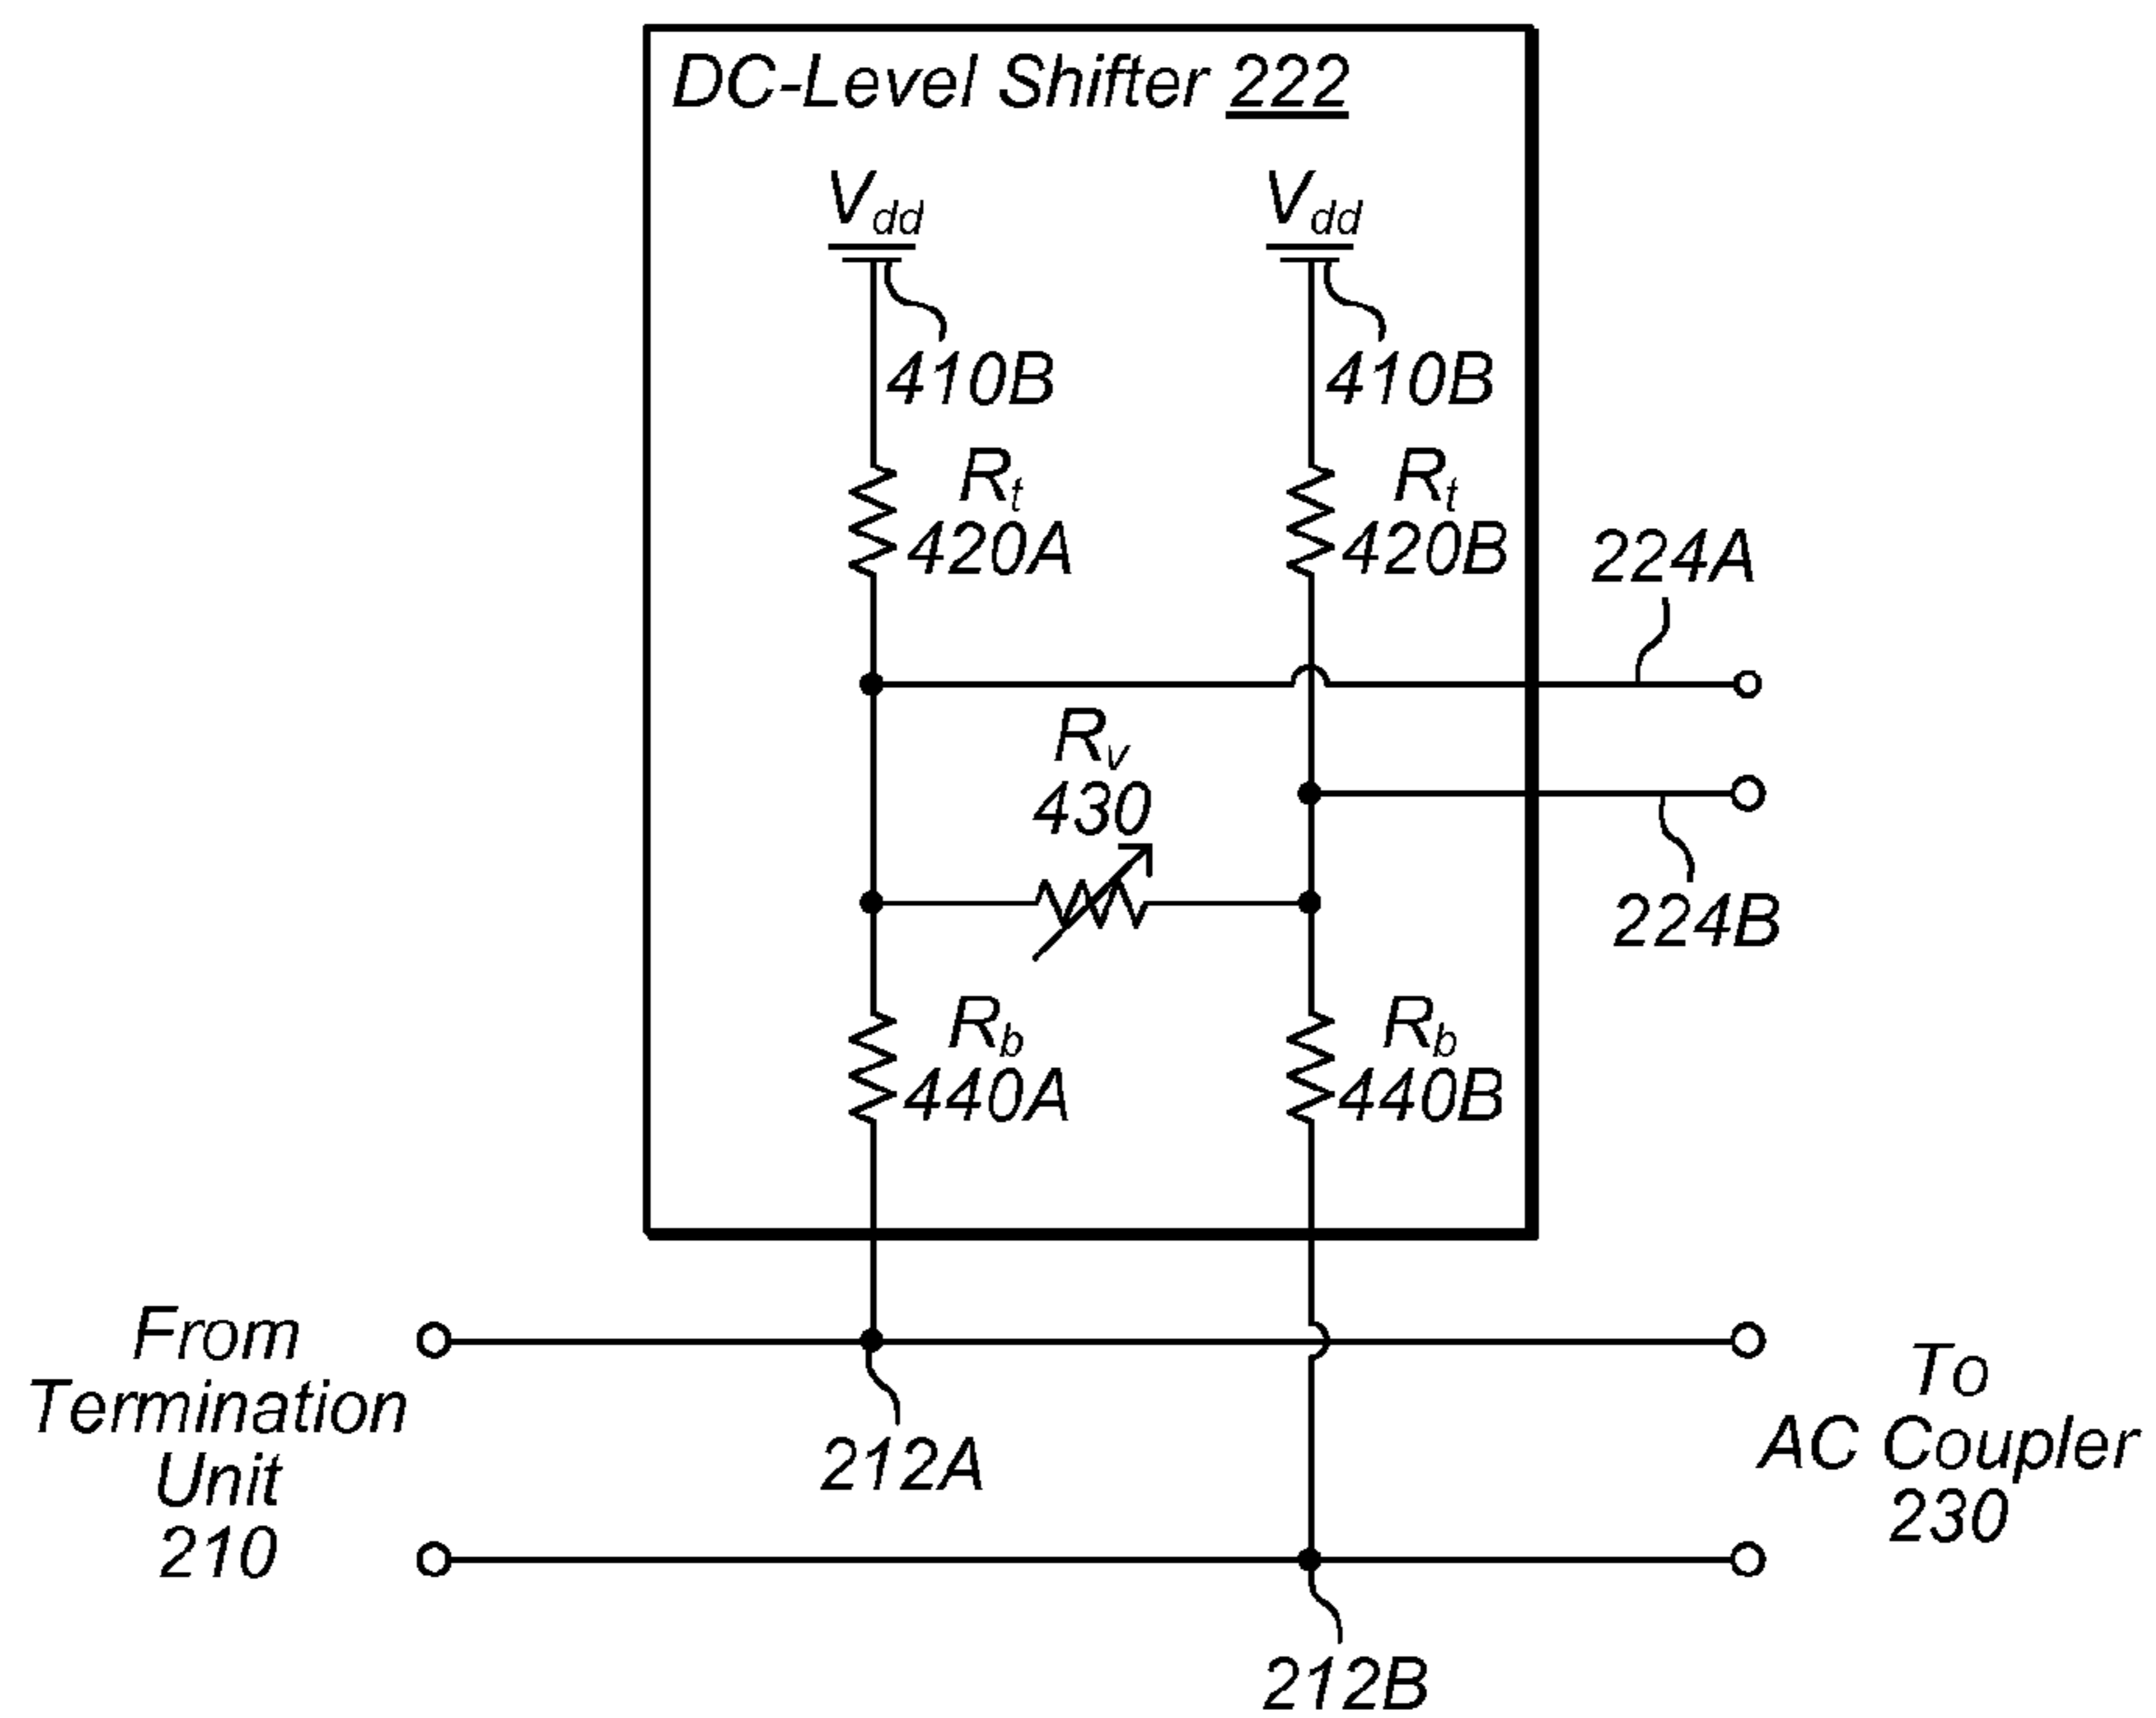 DC-Level Shifter 222
Vdd
Vdd
410B
410B
Rt
420A
Rt
420B
224A
Rv
430
224B
Rb
440A
Rb
440B
From
Termination
Unit
210
212A
To
AC Coupler
230
212B